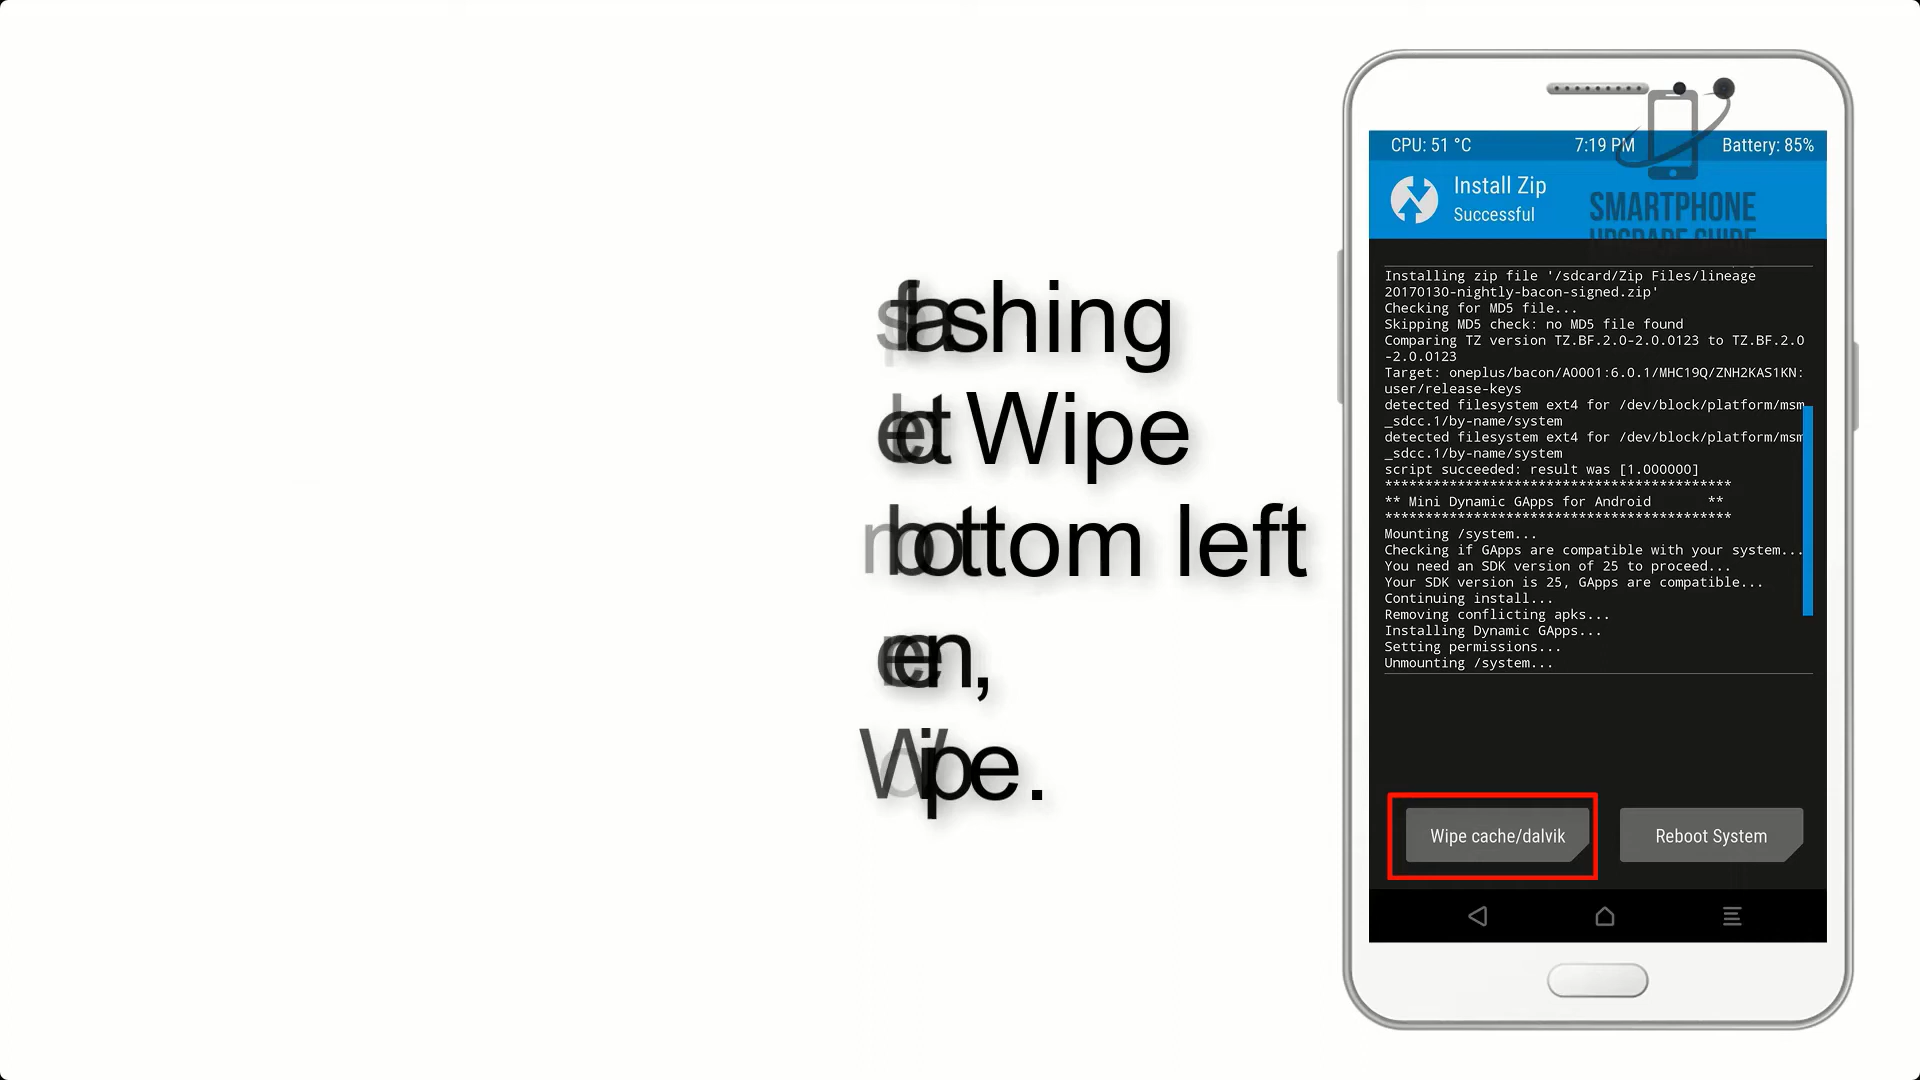 shing
Wipe
bottom left
en,
Wipe.
CPU: 51 °C 7:19 PM Battery: 85%
Install Zip
Successful
SMARTPHONE
UPGRADE GUIDE
Installing zip file '/sdcard/Zip Files/lineage
20170130-nightly-bacon-signed.zip'
Checking for MD5 file...
Skipping MD5 check: no MD5 file found
Comparing TZ version TZ.BF.2.0-2.0.0123 to TZ.BF.2.0
-2.0.0123
Target: oneplus/bacon/A0001:6.0.1/MHC19Q/ZNH2KAS1KN:
user/release-keys
detected filesystem ext4 for /dev/block/platform/msm
_sdcc.1/by-name/system
detected filesystem ext4 for /dev/block/platform/msm
_sdcc.1/by-name/system
script succeeded: result was [1.000000]
*******************************************
** Mini Dynamic GApps for Android **
*******************************************
Mounting /system...
Checking if GApps are compatible with your system...
You need an SDK version of 25 to proceed...
Your SDK version is 25, GApps are compatible...
Continuing install...
Removing conflicting apks...
Installing Dynamic GApps...
Setting permissions...
Unmounting /system...
Wipe cache/dalvik Reboot System